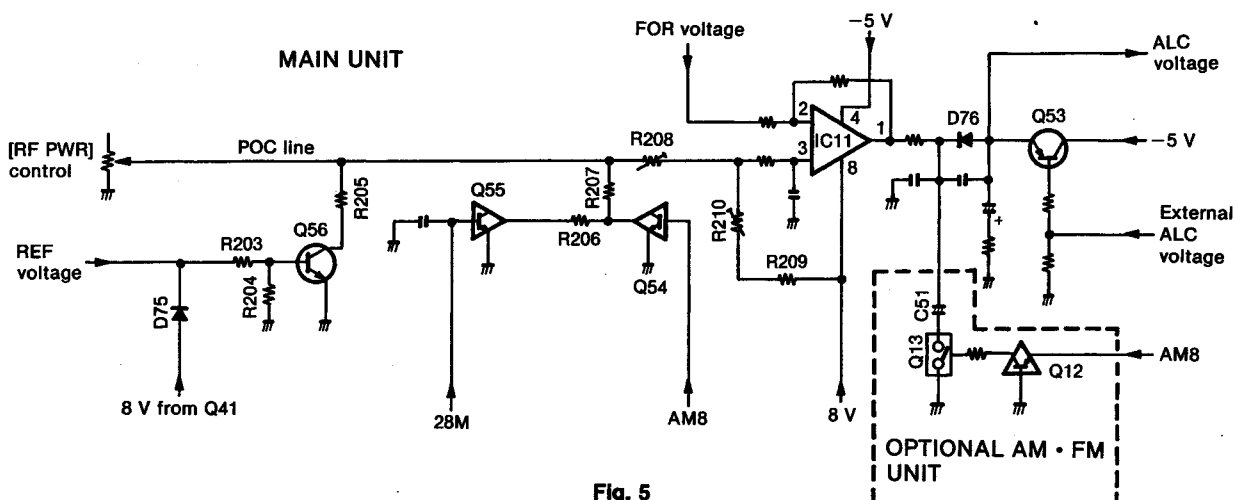 MAIN UNIT
FOR voltage
−5 V
ALC
voltage
D76
Q53
2
4
1
IC11
3
8
−5 V
[RF PWR]
control
POC line
R208
R205
R207
Q55
R206
R210
External
ALC
voltage
REF
voltage
R203
Q56
R204
D75
Q54
R209
C51
Q13
Q12
AM8
8 V from Q41
28M
AM8
8 V
OPTIONAL AM • FM
UNIT
+
Fig. 5